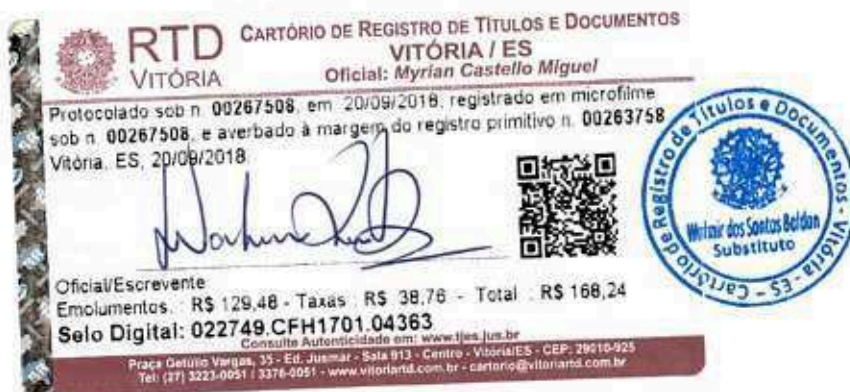 RTD
VITÓRIA
CARTÓRIO DE REGISTRO DE TÍTULOS E DOCUMENTOS
VITÓRIA / ES
Oficial: Myrian Castello Miguel
Protocolado sob n. 00267508, em 20/09/2018, registrado em microfilme
sob n. 00267508, e averbado à margem do registro primitivo n. 00263758
Vitória, ES, 20/09/2018
Oficial/Escrevente
Emolumentos. : R$ 129,48 - Taxas : R$ 38,76 - Total : R$ 168,24
Selo Digital: 022749.CFH1701.04363
Consulte Autenticidade em: www.tjes.jus.br
Praça Getúlio Vargas, 35 - Ed. Jusmar - Sala 913 - Centro - Vitória/ES - CEP: 29010-925
Tel: (27) 3223-0051 / 3376-0051 - www.vitoriartd.com.br - cartorio@vitoriartd.com.br
Cartório de Registro de Títulos e Documentos - Vitória - ES -
dos Santos Baldan
Substituto